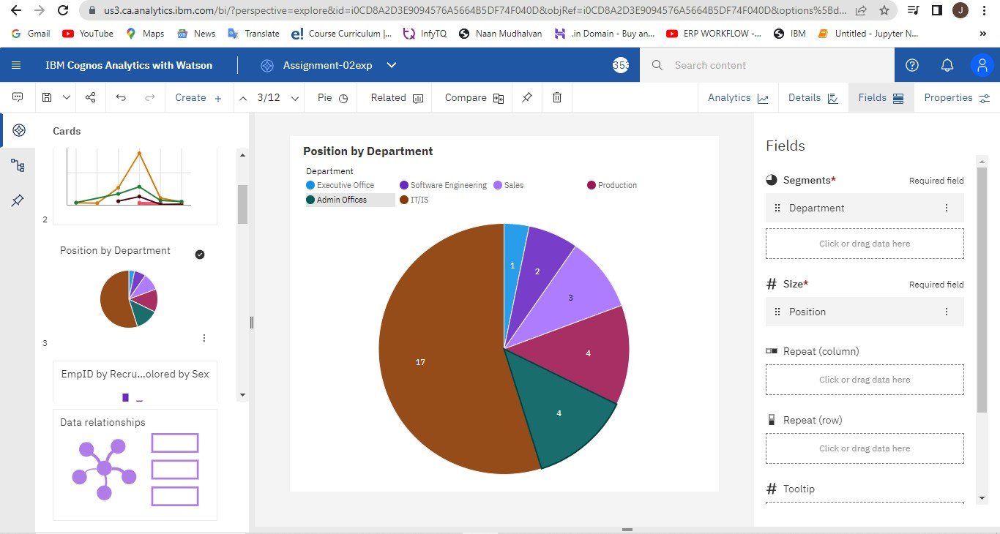 us3.ca.analytics.ibm.com/bi/?perspective=explore&id=i0CD8A2D3E9094576A5664B5DF74F040D&objRef=i0CD8A2D3E9094576A5664B5DF74F040D&options%5Bd...
J
Gmail YouTube Maps News Translate Course Curriculum |... InfyTQ Naan Mudhalvan .in Domain - Buy an... ERP WORKFLOW -... IBM Untitled - Jupyter N... »
IBM Cognos Analytics with Watson Assignment-02exp 353 Search content
Create + 3/12 Pie Related Compare Analytics Details Fields Properties
Cards
2
Position by Department
3
EmpID by Recru...olored by Sex
Data relationships
Position by Department
Department
Executive Office Software Engineering Sales Production
Admin Offices IT/IS
1
2
3
4
4
17
Fields
Segments* Required field
Department
Click or drag data here
# Size* Required field
Position
Repeat (column)
Click or drag data here
Repeat (row)
Click or drag data here
# Tooltip